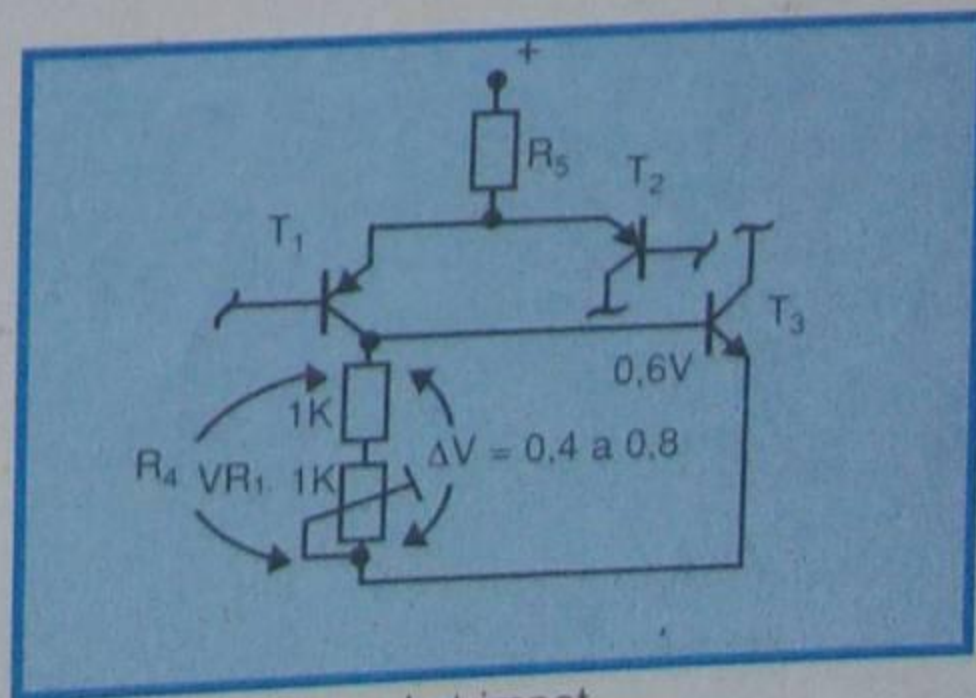 +
R₅
T₂
T₁
T₃
0,6V
1K
ΔV = 0,4 a 0,8
R₄ VR₁ 1K